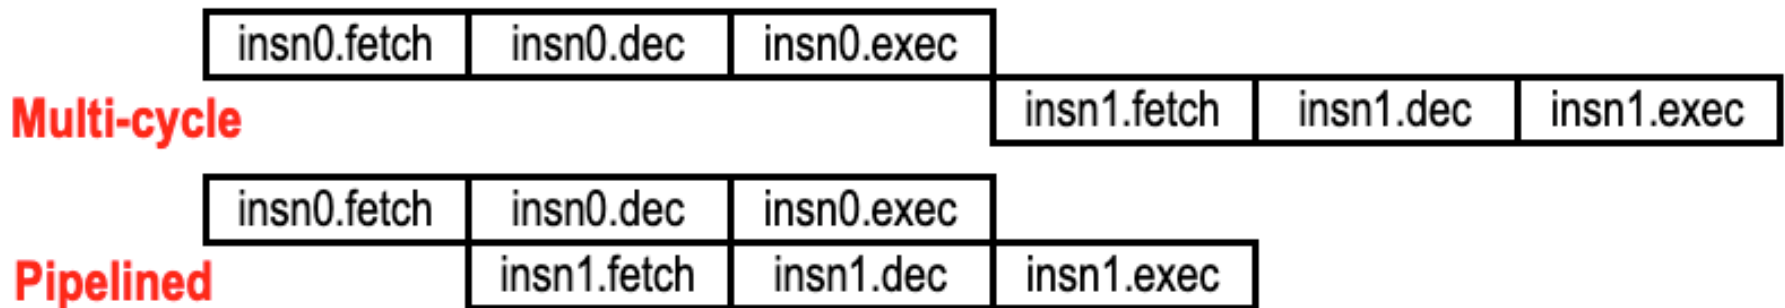 insn0.fetch insn0.dec insn0.exec
Multi-cycle insn1.fetch insn1.dec insn1.exec
insn0.fetch insn0.dec insn0.exec
Pipelined insn1.fetch insn1.dec insn1.exec